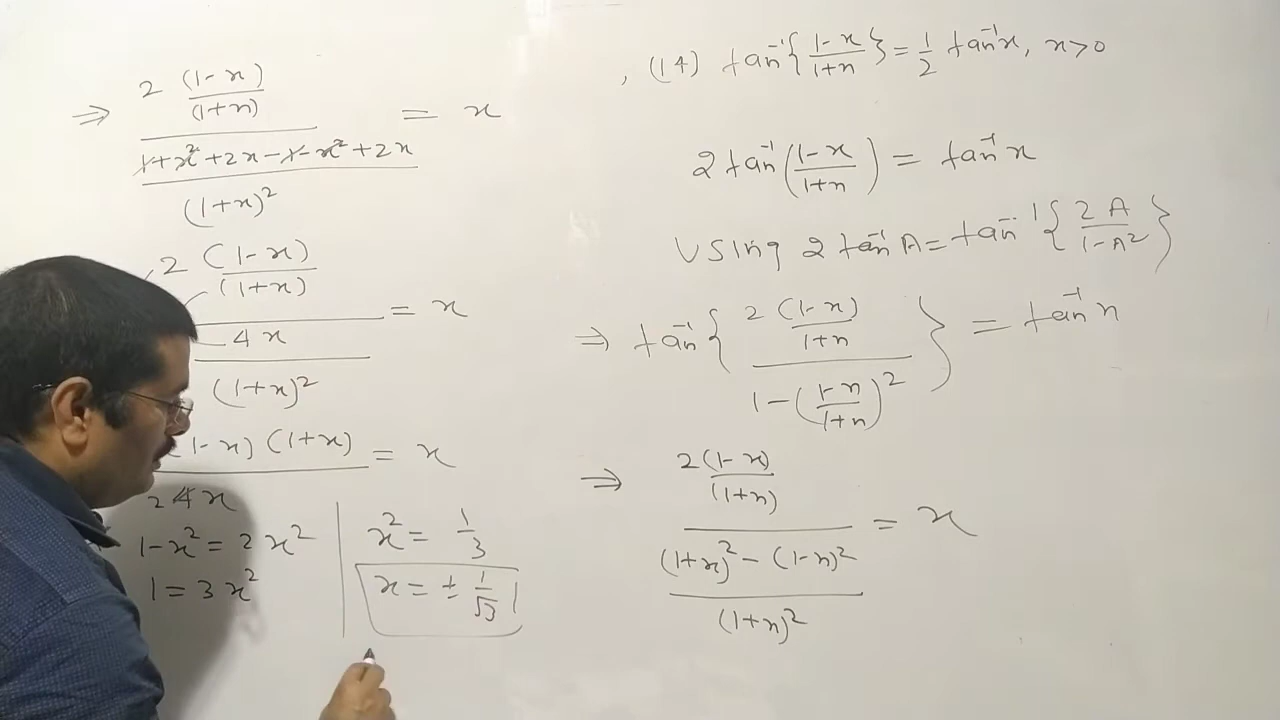 , (14) tan⁻¹{(1-x)/(1+x)} = 1/2 tan⁻¹x, x>0
2 tan⁻¹((1-x)/(1+x)) = tan⁻¹x
Using 2 tan⁻¹A = tan⁻¹{2A/(1-A²)}
⇒ tan⁻¹{(2(1-x)/(1+x))/(1-((1-x)/(1+x))²)} = tan⁻¹x
⇒ (2(1-x)/(1+x))/(((1+x)²-(1-x)²)/(1+x)²) = x
⇒ (2(1-x)/(1+x))/((1+x²+2x-1-x²+2x)/(1+x)²) = x
(2(1-x)/(1+x))/(4x/(1+x)²) = x
(1-x)(1+x)/(2 4x) = x
1-x² = 2x²
1 = 3x²
x² = 1/3
x = ± 1/√3